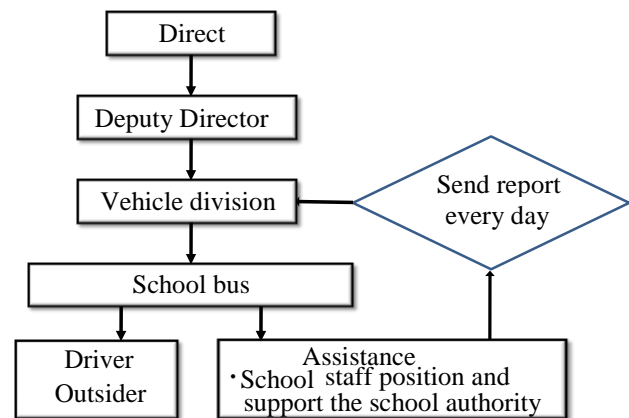 Direct
Deputy Director
Vehicle division
Send report
every day
School bus
Driver
Outsider
Assistance
· School staff position and
support the school authority